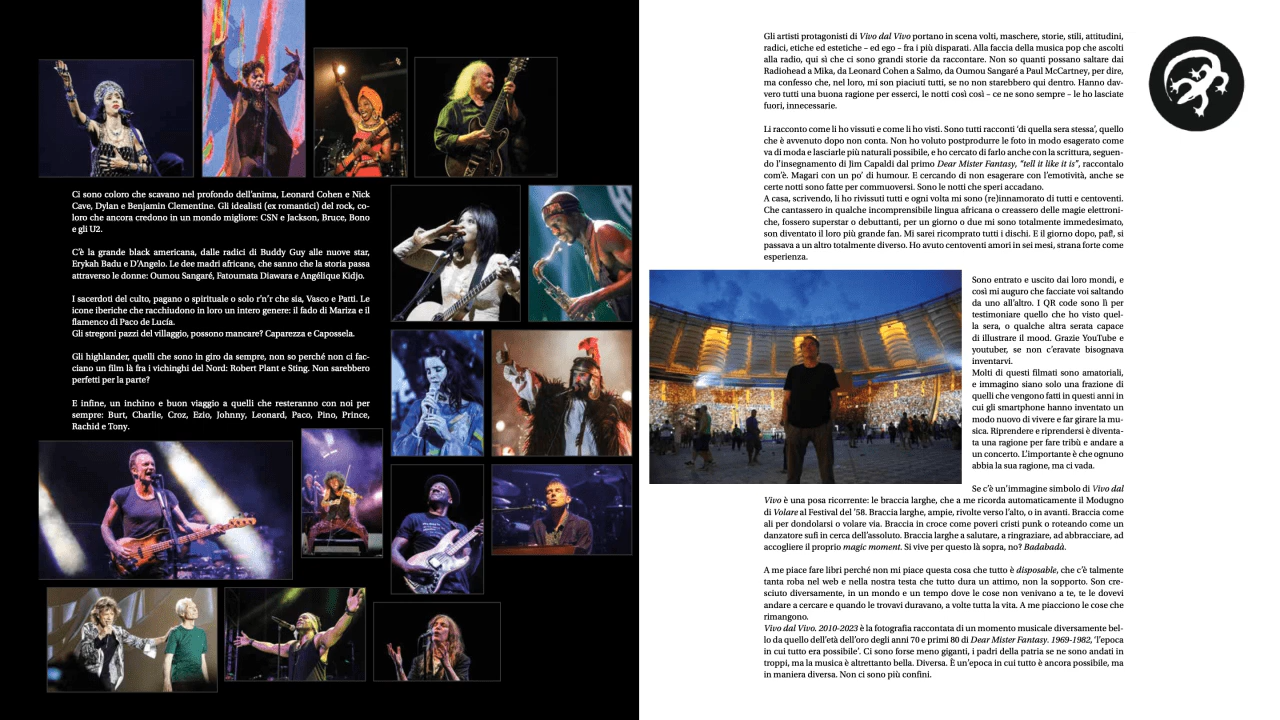 Ci sono coloro che scavano nel profondo dell'anima, Leonard Cohen e Nick
Cave, Dylan e Benjamin Clementine. Gli idealisti (ex romantici) del rock, co-
loro che ancora credono in un mondo migliore: CSN e Jackson, Bruce, Bono
e gli U2.
C'è la grande black americana, dalle radici di Buddy Guy alle nuove star,
Erykah Badu e D'Angelo. Le dee madri africane, che sanno che la storia passa
attraverso le donne: Oumou Sangaré, Fatoumata Diawara e Angélique Kidjo.
I sacerdoti del culto, pagano o spirituale o solo r'n'r che sia, Vasco e Patti. Le
icone iberiche che racchiudono in loro un intero genere: il fado di Mariza e il
flamenco di Paco de Lucía.
Gli stregoni pazzi del villaggio, possono mancare? Caparezza e Capossela.
Gli highlander, quelli che sono in giro da sempre, non so perché non ci fac-
ciano un film là fra i vichinghi del Nord: Robert Plant e Sting. Non sarebbero
perfetti per la parte?
E infine, un inchino e buon viaggio a quelli che resteranno con noi per
sempre: Burt, Charlie, Croz, Ezio, Johnny, Leonard, Paco, Pino, Prince,
Rachid e Tony.
Gli artisti protagonisti di Vivo dal Vivo portano in scena volti, maschere, storie, stili, attitudini,
radici, etiche ed estetiche – ed ego – fra i più disparati. Alla faccia della musica pop che ascolti
alla radio, qui sì che ci sono grandi storie da raccontare. Non so quanti possano saltare dai
Radiohead a Mika, da Leonard Cohen a Salmo, da Oumou Sangaré a Paul McCartney, per dire,
ma confesso che, nel loro, mi son piaciuti tutti, se no non starebbero qui dentro. Hanno dav-
vero tutti una buona ragione per esserci, le notti così così – ce ne sono sempre – le ho lasciate
fuori, innecessarie.
Li racconto come li ho vissuti e come li ho visti. Sono tutti racconti 'di quella sera stessa', quello
che è avvenuto dopo non conta. Non ho voluto postprodurre le foto in modo esagerato come
va di moda e lasciarle più naturali possibile, e ho cercato di farlo anche con la scrittura, seguen-
do l'insegnamento di Jim Capaldi dal primo Dear Mister Fantasy, "tell it like it is", raccontalo
com'è. Magari con un po' di humour. E cercando di non esagerare con l'emotività, anche se
certe notti sono fatte per commuoversi. Sono le notti che speri accadano.
A casa, scrivendo, li ho rivissuti tutti e ogni volta mi sono (re)innamorato di tutti e centoventi.
Che cantassero in qualche incomprensibile lingua africana o creassero delle magie elettroni-
che, fossero superstar o debuttanti, per un giorno o due mi sono totalmente immedesimato,
son diventato il loro più grande fan. Mi sarei ricomprato tutti i dischi. E il giorno dopo, paf!, si
passava a un altro totalmente diverso. Ho avuto centoventi amori in sei mesi, strana forte come
esperienza.
Sono entrato e uscito dai loro mondi, e
così mi auguro che facciate voi saltando
da uno all'altro. I QR code sono lì per
testimoniare quello che ho visto quel-
la sera, o qualche altra serata capace
di illustrare il mood. Grazie YouTube e
youtuber, se non c'eravate bisognava
inventarvi.
Molti di questi filmati sono amatoriali,
e immagino siano solo una frazione di
quelli che vengono fatti in questi anni in
cui gli smartphone hanno inventato un
modo nuovo di vivere e far girare la mu-
sica. Riprendere e riprendersi è diventa-
ta una ragione per fare tribù e andare a
un concerto. L'importante è che ognuno
abbia la sua ragione, ma ci vada.
Se c'è un'immagine simbolo di Vivo dal
Vivo è una posa ricorrente: le braccia larghe, che a me ricorda automaticamente il Modugno
di Volare al Festival del '58. Braccia larghe, ampie, rivolte verso l'alto, o in avanti. Braccia come
ali per dondolarsi o volare via. Braccia in croce come poveri cristi punk o roteando come un
danzatore sufi in cerca dell'assoluto. Braccia larghe a salutare, a ringraziare, ad abbracciare, ad
accogliere il proprio magic moment. Si vive per questo là sopra, no? Badabadà.
A me piace fare libri perché non mi piace questa cosa che tutto è disposable, che c'è talmente
tanta roba nel web e nella nostra testa che tutto dura un attimo, non la sopporto. Son cre-
sciuto diversamente, in un mondo e un tempo dove le cose non venivano a te, te le dovevi
andare a cercare e quando le trovavi duravano, a volte tutta la vita. A me piacciono le cose che
rimangono.
Vivo dal Vivo. 2010-2023 è la fotografia raccontata di un momento musicale diversamente bel-
lo da quello dell'età dell'oro degli anni 70 e primi 80 di Dear Mister Fantasy. 1969-1982, 'l'epoca
in cui tutto era possibile'. Ci sono forse meno giganti, i padri della patria se ne sono andati in
troppi, ma la musica è altrettanto bella. Diversa. È un'epoca in cui tutto è ancora possibile, ma
in maniera diversa. Non ci sono più confini.